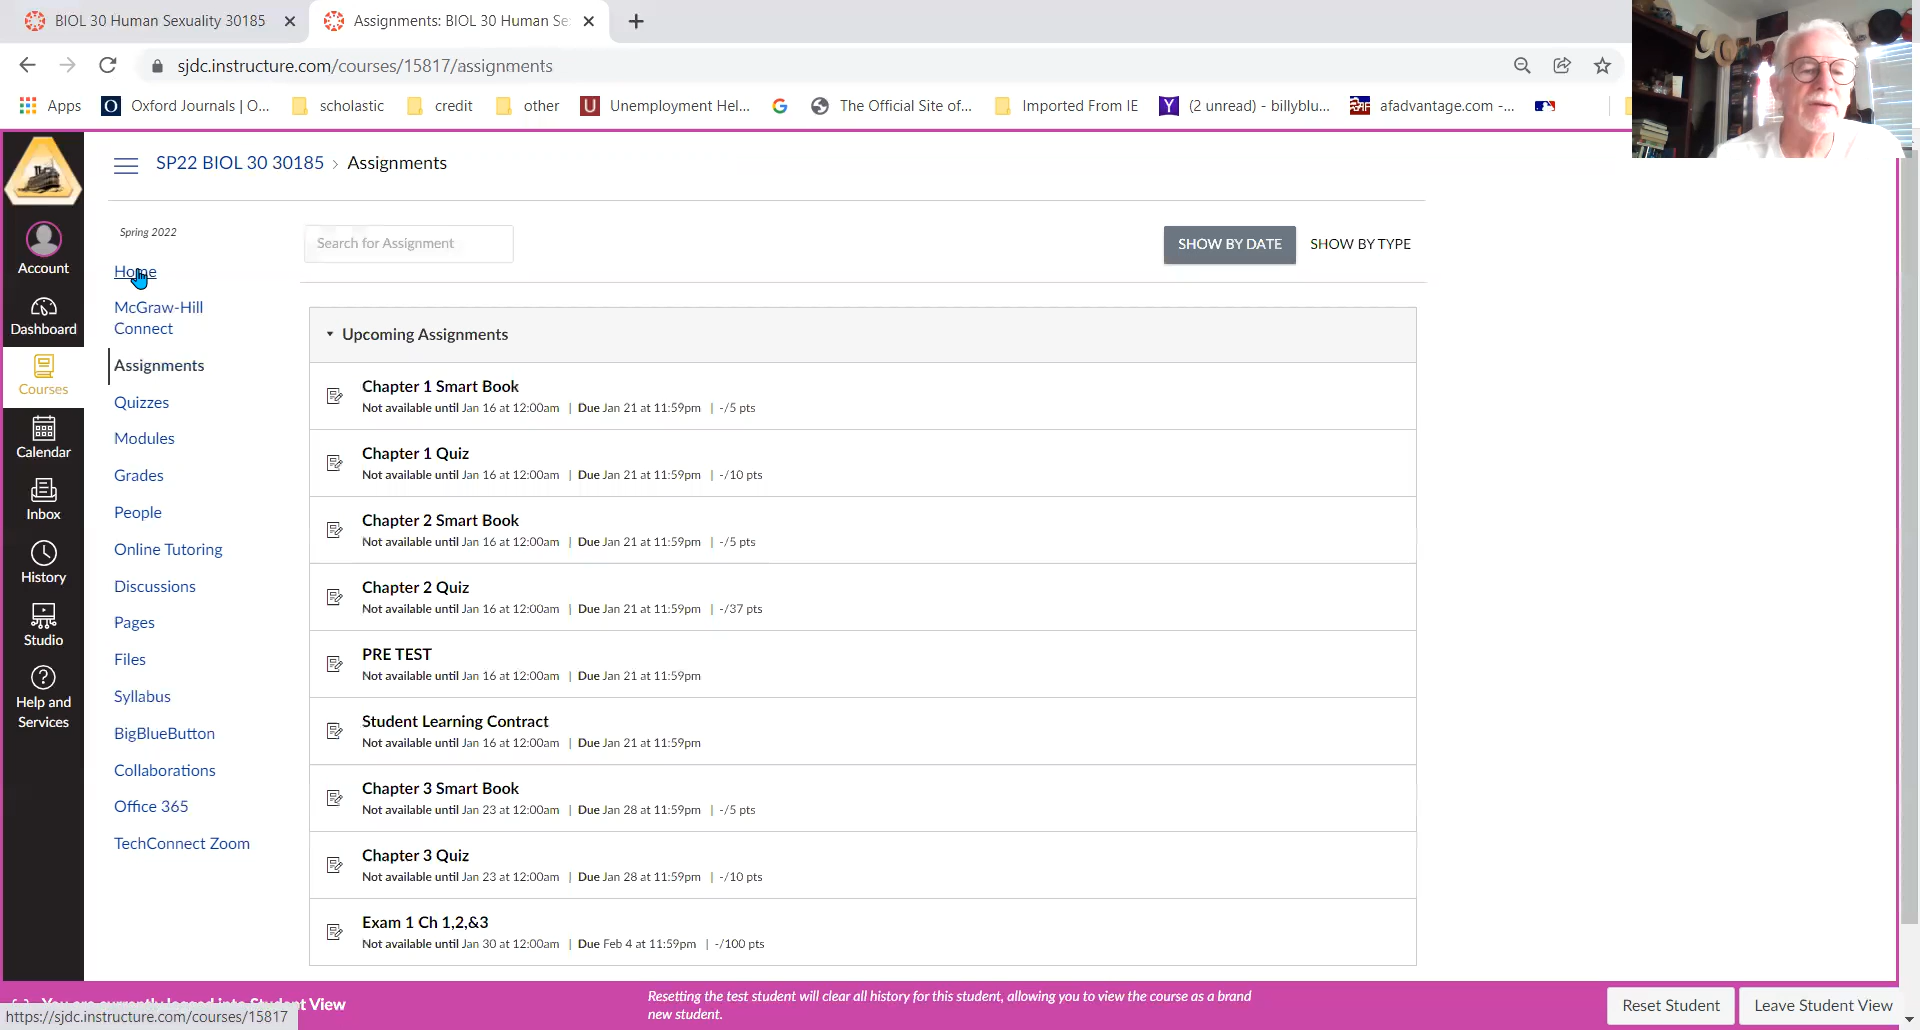 BIOL 30 Human Sexuality 30185
Assignments: BIOL 30 Human Se
sjdc.instructure.com/courses/15817/assignments
Apps
Oxford Journals | O...
scholastic
credit
other
Unemployment Hel...
The Official Site of...
Imported From IE
(2 unread) - billyblu...
afadvantage.com -...
SP22 BIOL 30 30185 › Assignments
Account
Dashboard
Courses
Calendar
Inbox
History
Studio
Help and
Services
Spring 2022
Home
McGraw-Hill
Connect
Assignments
Quizzes
Modules
Grades
People
Online Tutoring
Discussions
Pages
Files
Syllabus
BigBlueButton
Collaborations
Office 365
TechConnect Zoom
Search for Assignment
SHOW BY DATE
SHOW BY TYPE
Upcoming Assignments
Chapter 1 Smart Book
Not available until Jan 16 at 12:00am | Due Jan 21 at 11:59pm | -/5 pts
Chapter 1 Quiz
Not available until Jan 16 at 12:00am | Due Jan 21 at 11:59pm | -/10 pts
Chapter 2 Smart Book
Not available until Jan 16 at 12:00am | Due Jan 21 at 11:59pm | -/5 pts
Chapter 2 Quiz
Not available until Jan 16 at 12:00am | Due Jan 21 at 11:59pm | -/37 pts
PRE TEST
Not available until Jan 16 at 12:00am | Due Jan 21 at 11:59pm
Student Learning Contract
Not available until Jan 16 at 12:00am | Due Jan 21 at 11:59pm
Chapter 3 Smart Book
Not available until Jan 23 at 12:00am | Due Jan 28 at 11:59pm | -/5 pts
Chapter 3 Quiz
Not available until Jan 23 at 12:00am | Due Jan 28 at 11:59pm | -/10 pts
Exam 1 Ch 1,2,&3
Not available until Jan 30 at 12:00am | Due Feb 4 at 11:59pm | -/100 pts
You are currently logged into Student View
https://sjdc.instructure.com/courses/15817
Resetting the test student will clear all history for this student, allowing you to view the course as a brand
new student.
Reset Student
Leave Student View